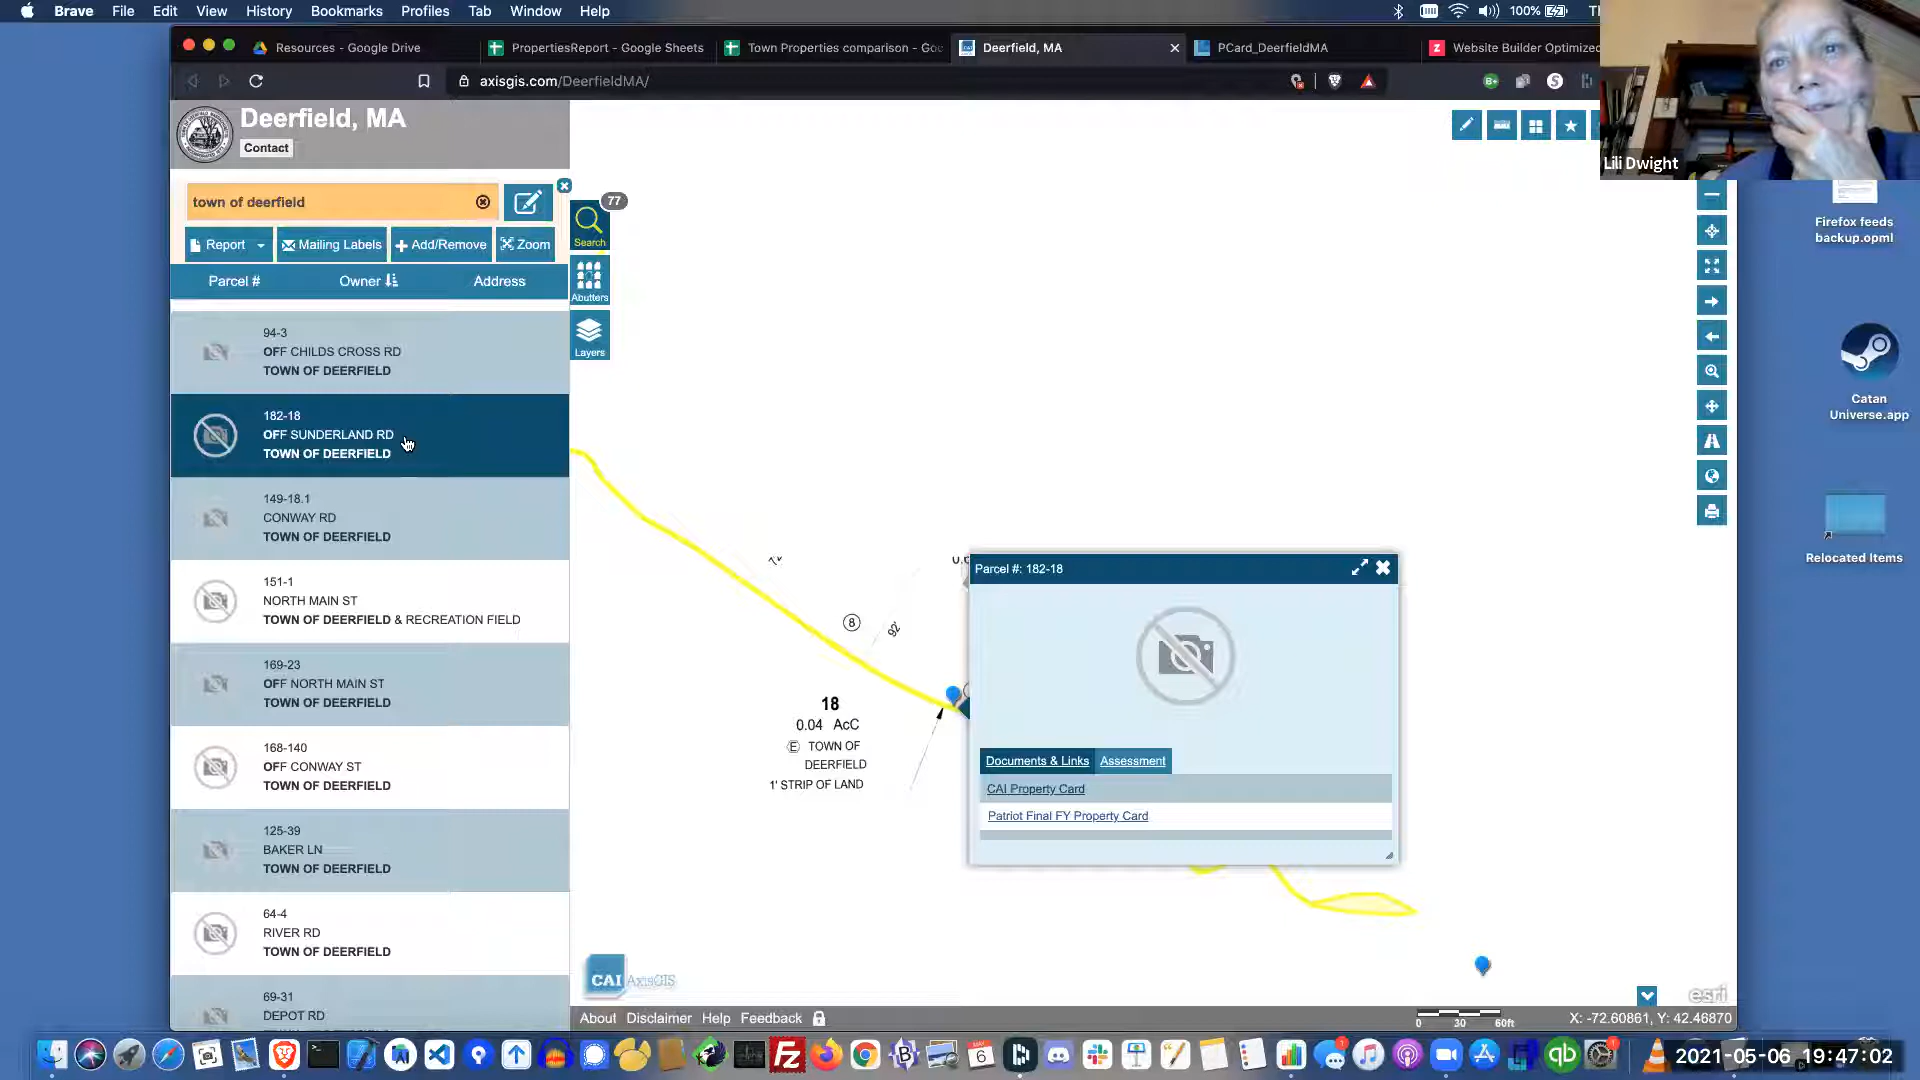 Brave File Edit View History Bookmarks Profiles Tab Window Help
100%
Resources - Google Drive
PropertiesReport - Google Sheets
Town Properties comparison - Goo
Deerfield, MA
PCard_DeerfieldMA
Website Builder Optimized
axisgis.com/DeerfieldMA/
Deerfield, MA
Contact
Lili Dwight
town of deerfield
77
Search
Report
Mailing Labels
Add/Remove
Zoom
Parcel #
Owner
Address
Abutters
Layers
94-3
OFF CHILDS CROSS RD
TOWN OF DEERFIELD
182-18
OFF SUNDERLAND RD
TOWN OF DEERFIELD
149-18.1
CONWAY RD
TOWN OF DEERFIELD
151-1
NORTH MAIN ST
TOWN OF DEERFIELD & RECREATION FIELD
169-23
OFF NORTH MAIN ST
TOWN OF DEERFIELD
168-140
OFF CONWAY ST
TOWN OF DEERFIELD
125-39
BAKER LN
TOWN OF DEERFIELD
64-4
RIVER RD
TOWN OF DEERFIELD
69-31
DEPOT RD
8
92'
18
0.04 AcC
E TOWN OF
DEERFIELD
1' STRIP OF LAND
Parcel #: 182-18
Documents & Links
Assessment
CAI Property Card
Patriot Final FY Property Card
Firefox feeds
backup.opml
Catan
Universe.app
Relocated Items
CAI AxisGIS
esri
About Disclaimer Help Feedback
0 30 60ft
X: -72.60861, Y: 42.46870
MAY
6
2021-05-06 19:47:02